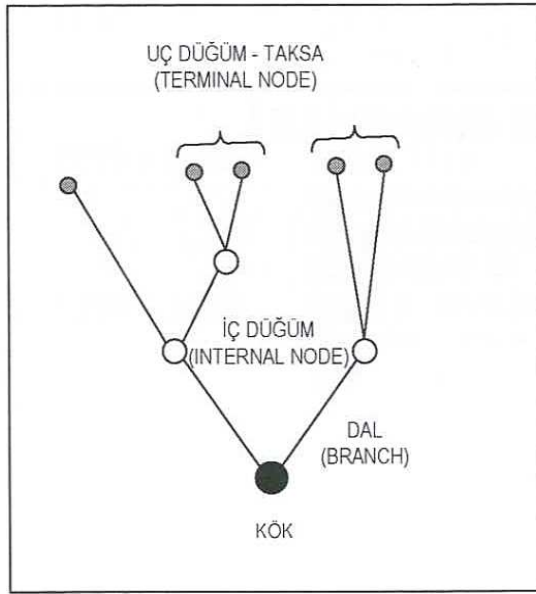 UÇ DÜĞÜM - TAKSA
(TERMINAL NODE)
İÇ DÜĞÜM
(INTERNAL NODE)
DAL
(BRANCH)
KÖK